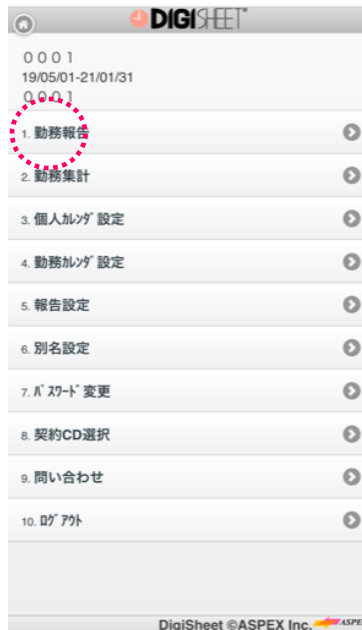 DIGISHEET
0001
19/05/01-21/01/31
0001
1. 勤務報告
2. 勤務集計
3. 個人ｶﾚﾝﾀﾞ設定
4. 勤務ｶﾚﾝﾀﾞ設定
5. 報告設定
6. 別名設定
7. ﾊﾟｽﾜｰﾄﾞ変更
8. 契約CD選択
9. 問い合わせ
10. ﾛｸﾞｱｳﾄ
DigiSheet ©ASPEX Inc. ASPE